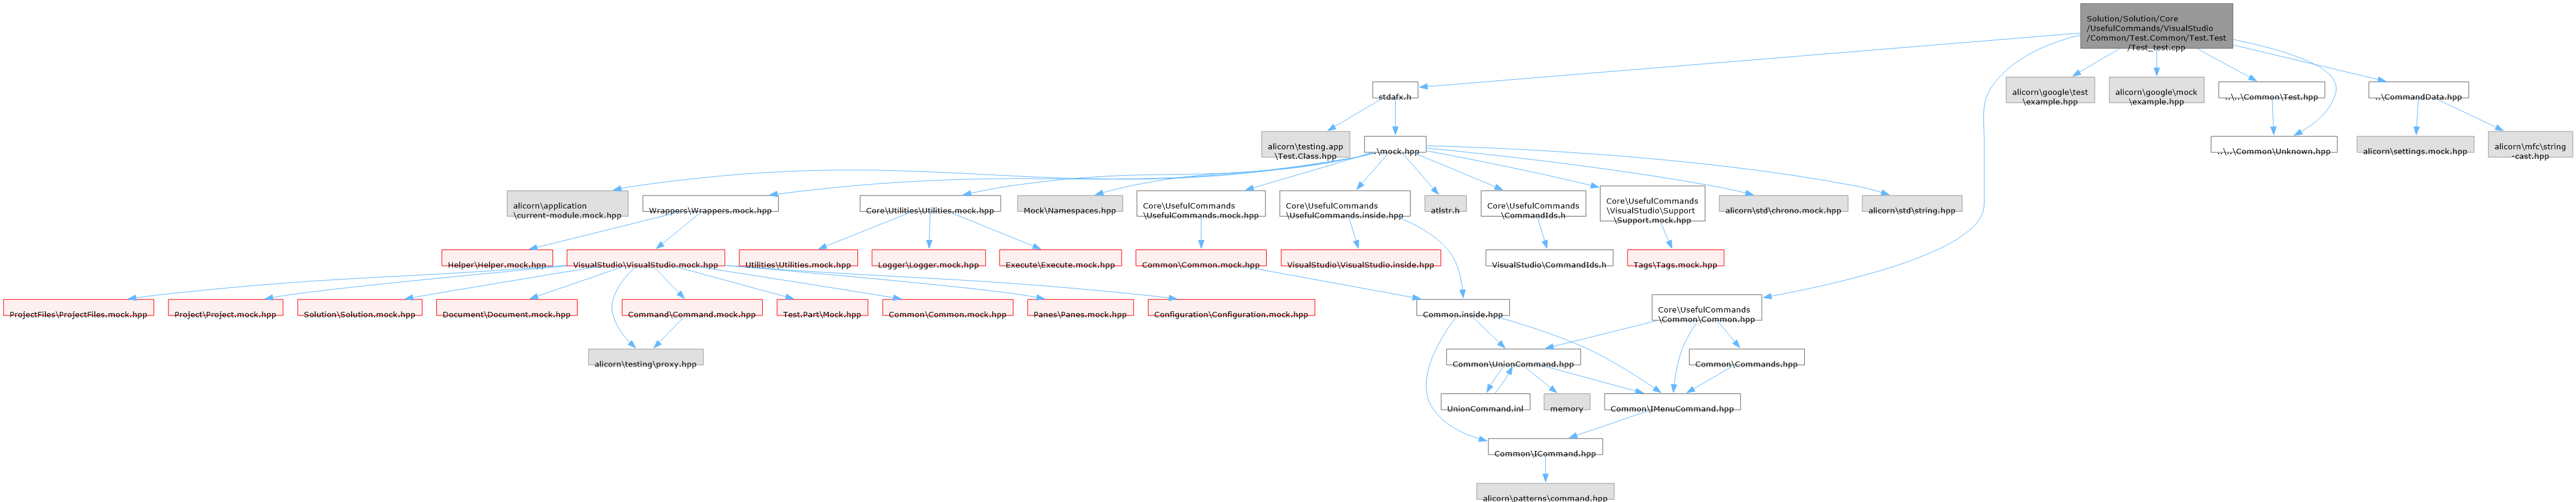 Solution/Solution/Core
/UsefulCommands/VisualStudio
/Common/Test.Common/Test.Test
/Test_test.cpp
stdafx.h
alicorn\google\test
\example.hpp
alicorn\google\mock
\example.hpp
..\..\Common\Test.hpp
..\CommandData.hpp
alicorn\testing.app
\Test.Class.hpp
..\mock.hpp
..\..\Common\Unknown.hpp
alicorn\settings.mock.hpp
alicorn\mfc\string
-cast.hpp
alicorn\application
\current-module.mock.hpp
Wrappers\Wrappers.mock.hpp
Core\Utilities\Utilities.mock.hpp
Mock\Namespaces.hpp
Core\UsefulCommands
\UsefulCommands.mock.hpp
Core\UsefulCommands
\UsefulCommands.inside.hpp
atlstr.h
Core\UsefulCommands
\CommandIds.h
Core\UsefulCommands
\VisualStudio\Support
\Support.mock.hpp
alicorn\std\chrono.mock.hpp
alicorn\std\string.hpp
Helper\Helper.mock.hpp
VisualStudio\VisualStudio.mock.hpp
Utilities\Utilities.mock.hpp
Logger\Logger.mock.hpp
Execute\Execute.mock.hpp
Common\Common.mock.hpp
VisualStudio\VisualStudio.inside.hpp
VisualStudio\CommandIds.h
Tags\Tags.mock.hpp
ProjectFiles\ProjectFiles.mock.hpp
Project\Project.mock.hpp
Solution\Solution.mock.hpp
Document\Document.mock.hpp
Command\Command.mock.hpp
Test.Part\Mock.hpp
Common\Common.mock.hpp
Panes\Panes.mock.hpp
Configuration\Configuration.mock.hpp
Common.inside.hpp
Core\UsefulCommands
\Common\Common.hpp
alicorn\testing\proxy.hpp
Common\UnionCommand.hpp
Common\Commands.hpp
UnionCommand.inl
memory
Common\IMenuCommand.hpp
Common\ICommand.hpp
alicorn\patterns\command.hpp